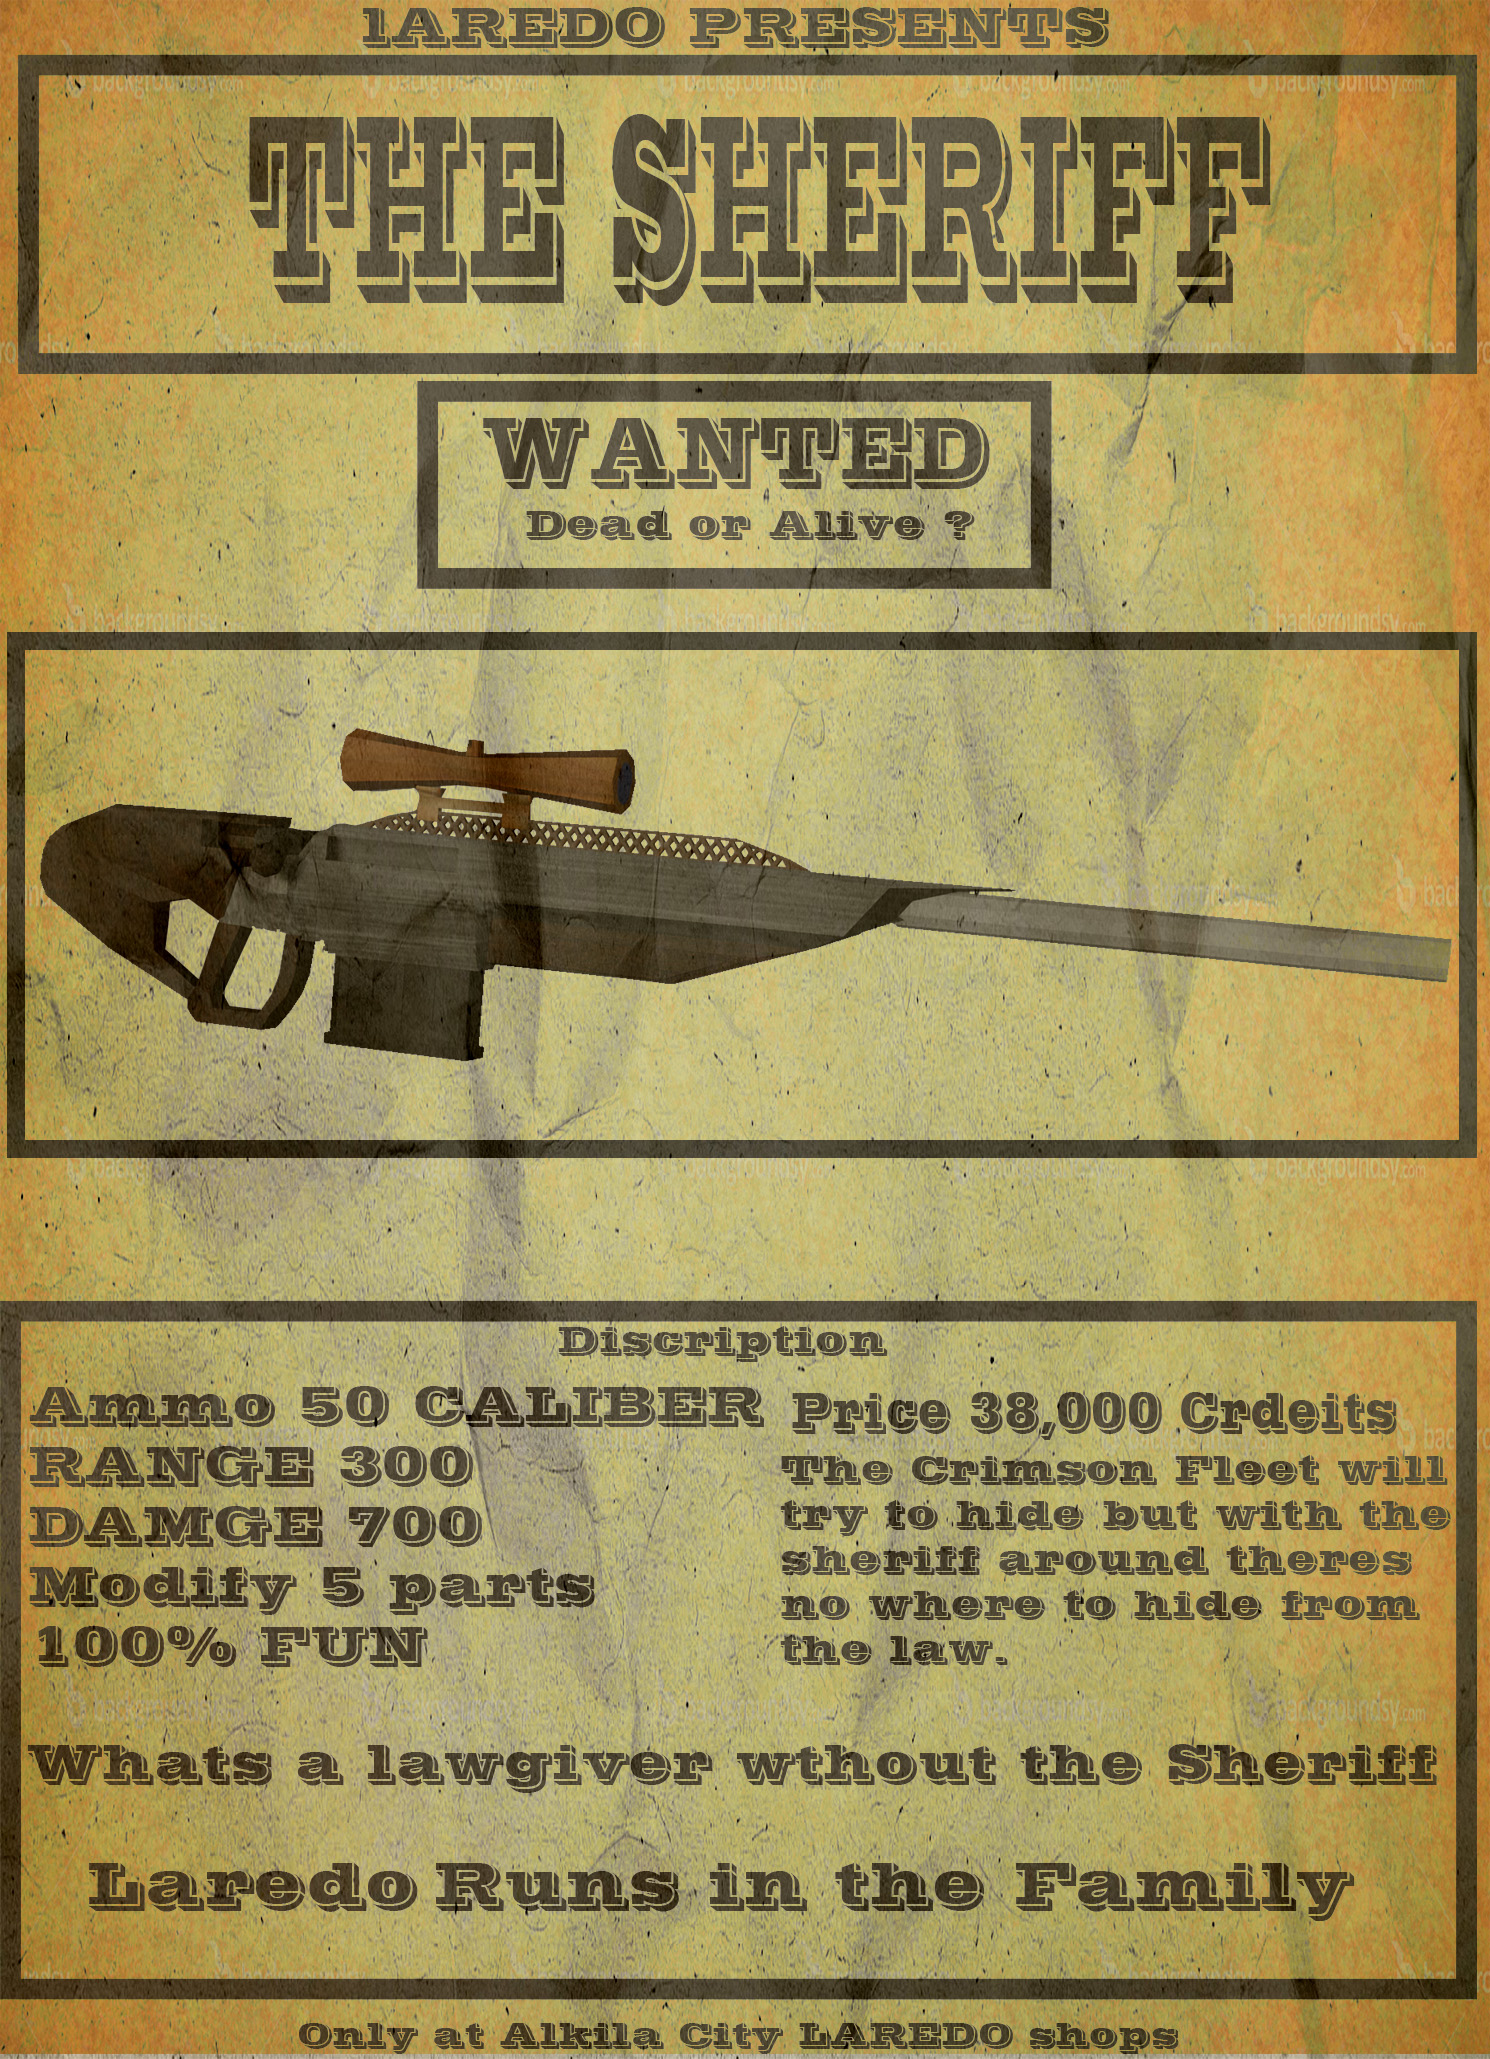 lAREDO PRESENTS
THE SHERIFF
WANTED
Dead or Alive ?
Discription
Ammo 50 CALIBER
RANGE 300
DAMGE 700
Modify 5 parts
100% FUN
Price 38,000 Crdeits
The Crimson Fleet will
try to hide but with the
sheriff around theres
no where to hide from
the law.
Whats a lawgiver wthout the Sheriff
Laredo Runs in the Family
Only at Alkila City LAREDO shops
backgroundsy.com